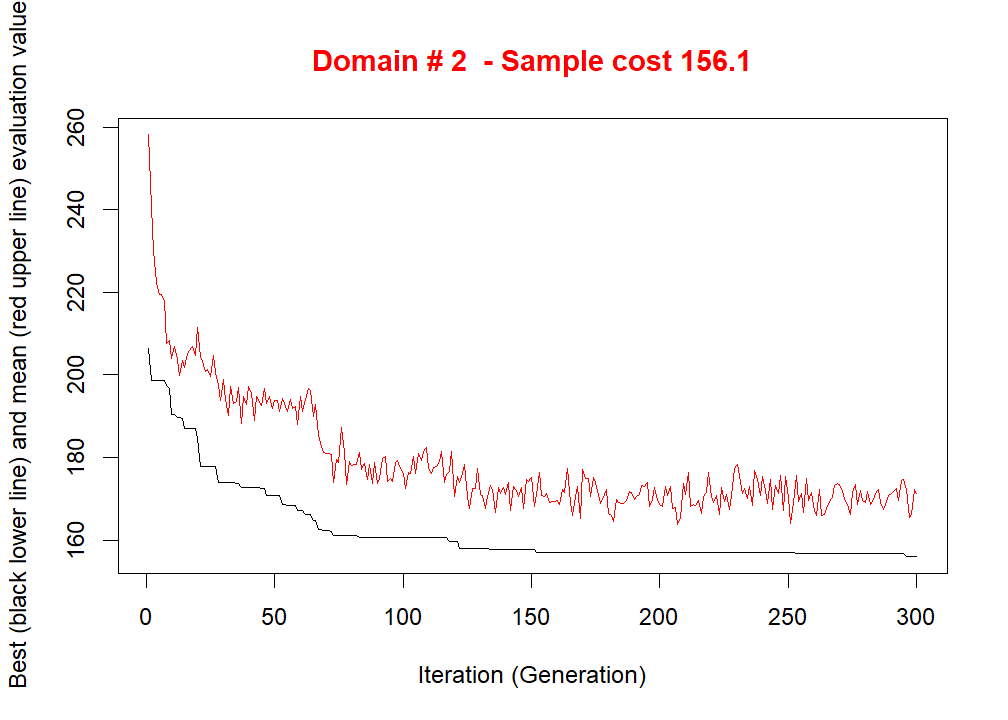 Domain # 2  - Sample cost 156.1
Best (black lower line) and mean (red upper line) evaluation value
260
240
220
200
180
160
0 50 100 150 200 250 300
Iteration (Generation)